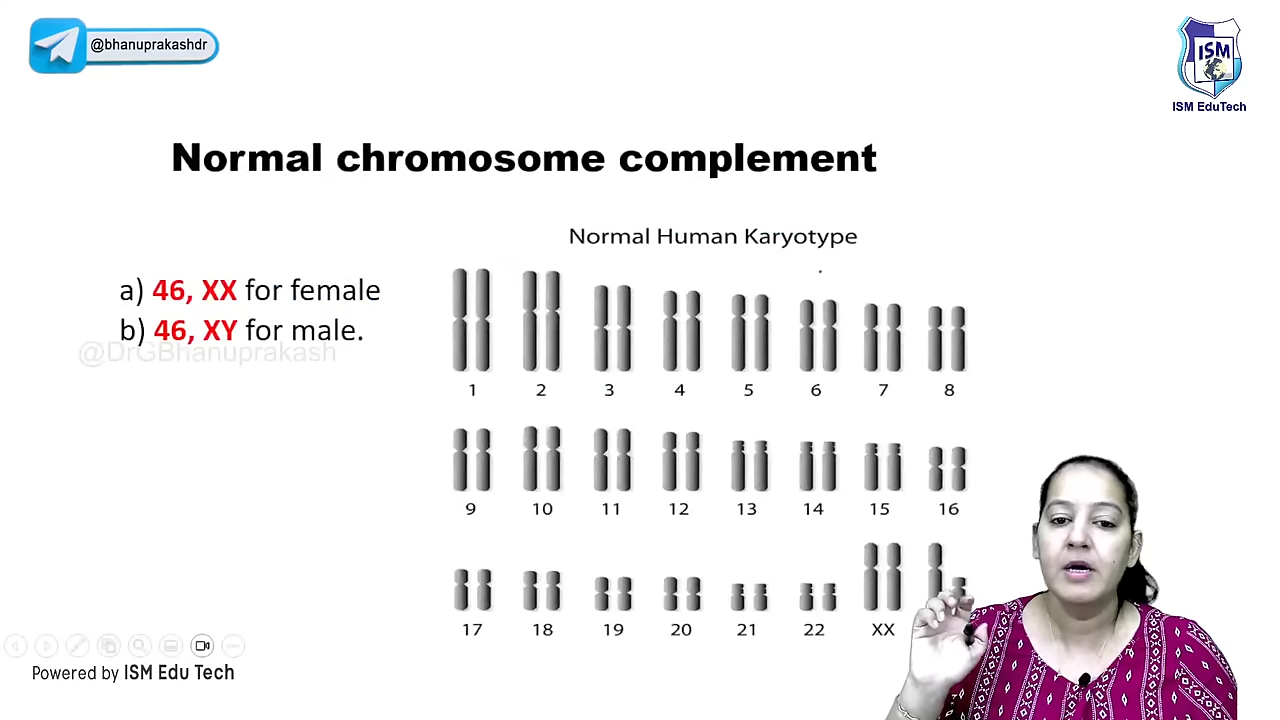 @bhanuprakashdr
ISM
ISM EduTech
Normal chromosome complement
Normal Human Karyotype
a) 46, XX for female
b) 46, XY for male.
@DrGBhanuprakash
1 2 3 4 5 6 7 8
9 10 11 12 13 14 15 16
17 18 19 20 21 22 XX
Powered by ISM Edu Tech